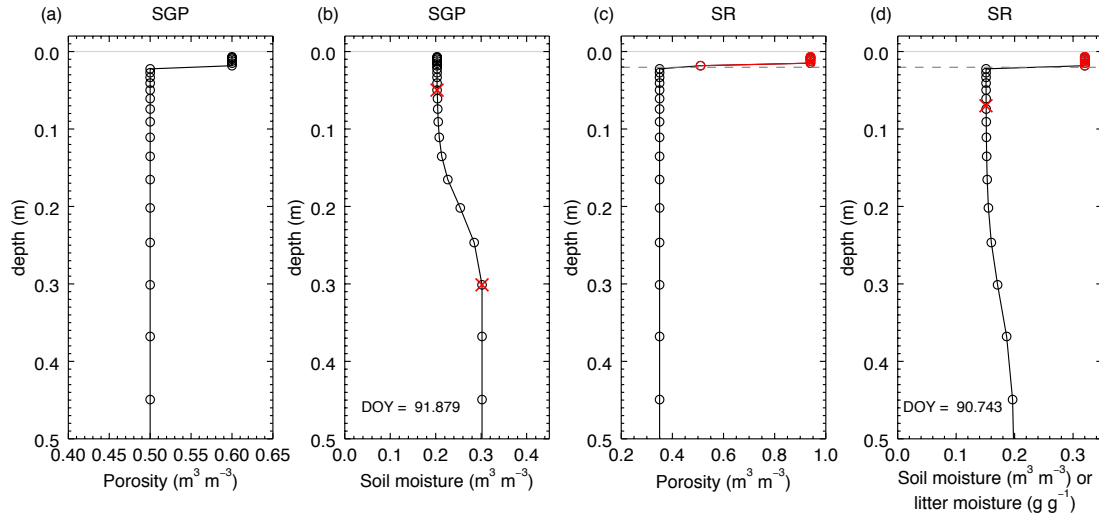 (a) SGP
(b) SGP
(c) SR
(d) SR
0.0
0.1
0.2
0.3
0.4
0.5
depth (m)
0.40 0.45 0.50 0.55 0.60 0.65
Porosity (m³ m⁻³)
0.0
0.1
0.2
0.3
0.4
0.5
depth (m)
DOY = 91.879
0.0 0.1 0.2 0.3 0.4
Soil moisture (m³ m⁻³)
0.0
0.1
0.2
0.3
0.4
0.5
depth (m)
0.2 0.4 0.6 0.8 1.0
Porosity (m³ m⁻³)
0.0
0.1
0.2
0.3
0.4
0.5
depth (m)
DOY = 90.743
0.0 0.1 0.2 0.3
Soil moisture (m³ m⁻³) or
litter moisture (g g⁻¹)